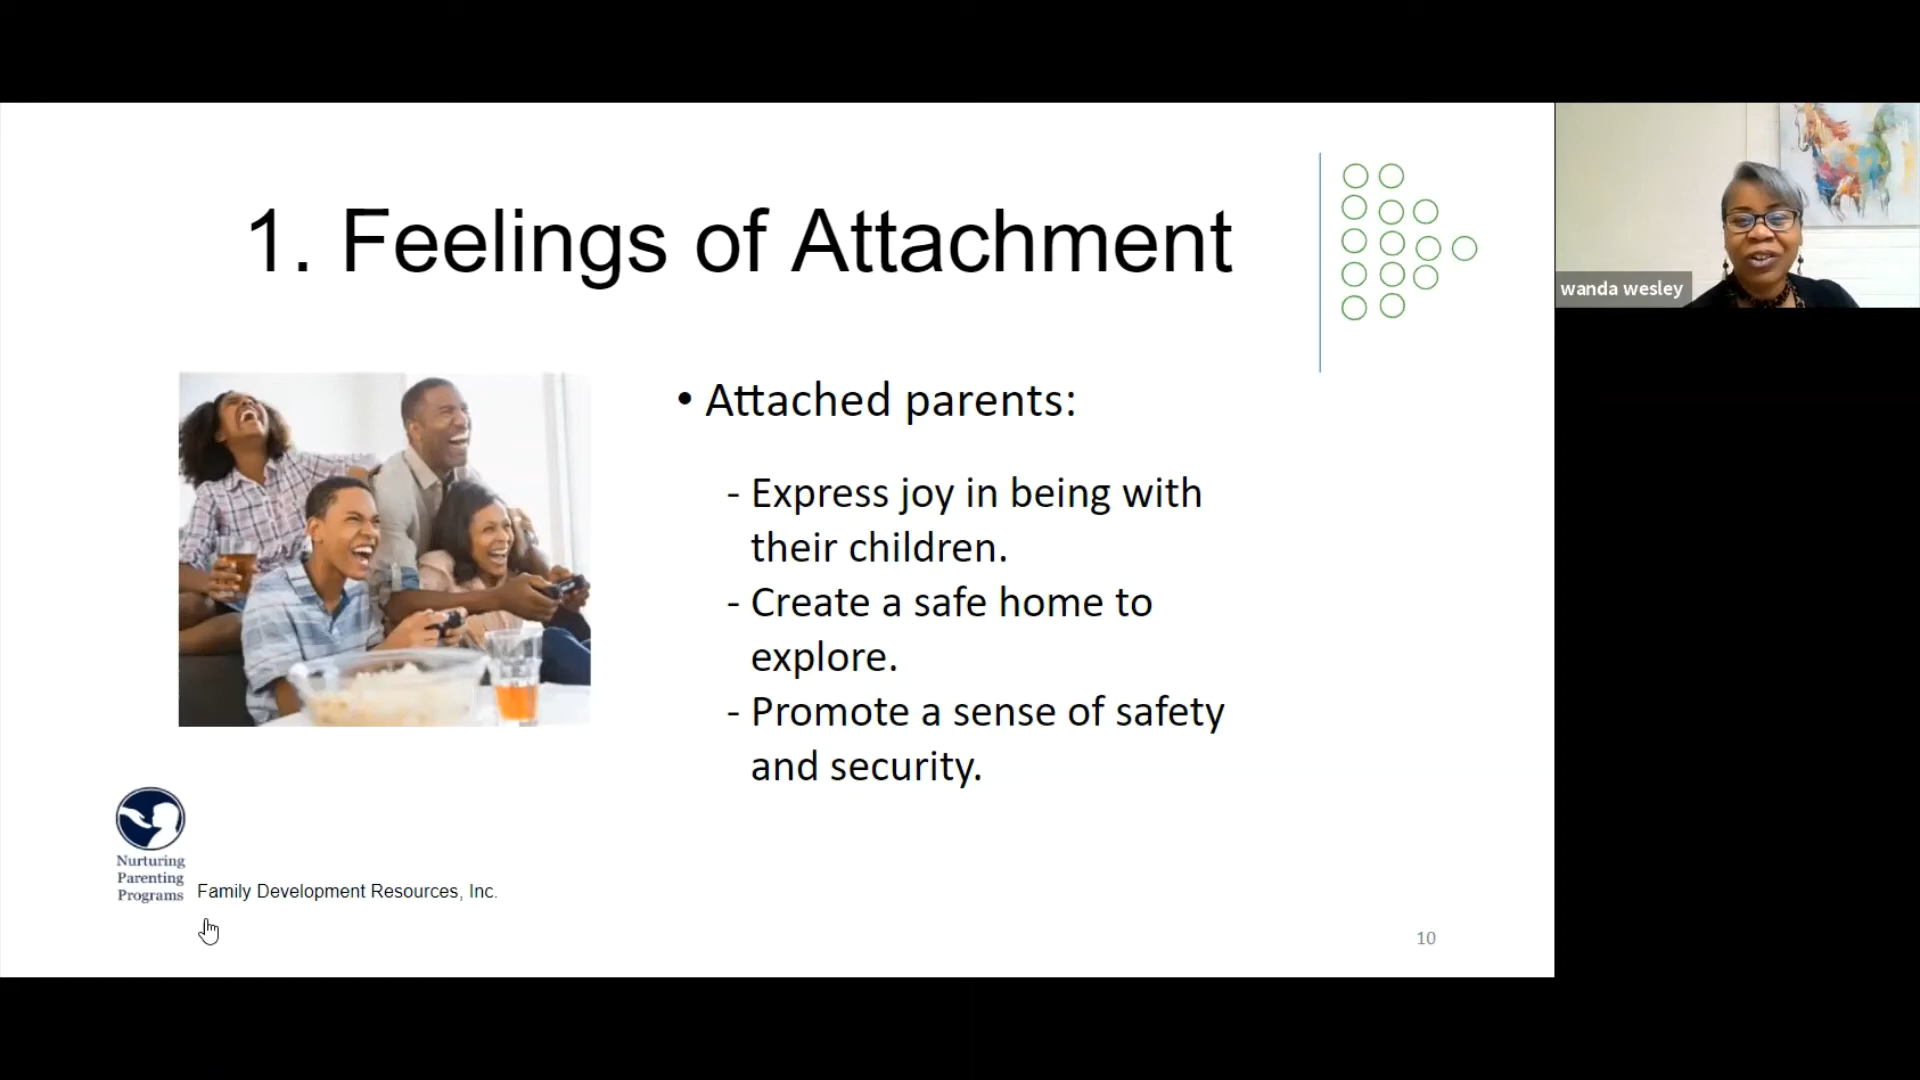 1. Feelings of Attachment
wanda wesley
• Attached parents:
- Express joy in being with
their children.
- Create a safe home to
explore.
- Promote a sense of safety
and security.
Nurturing
Parenting
Programs
Family Development Resources, Inc.
10